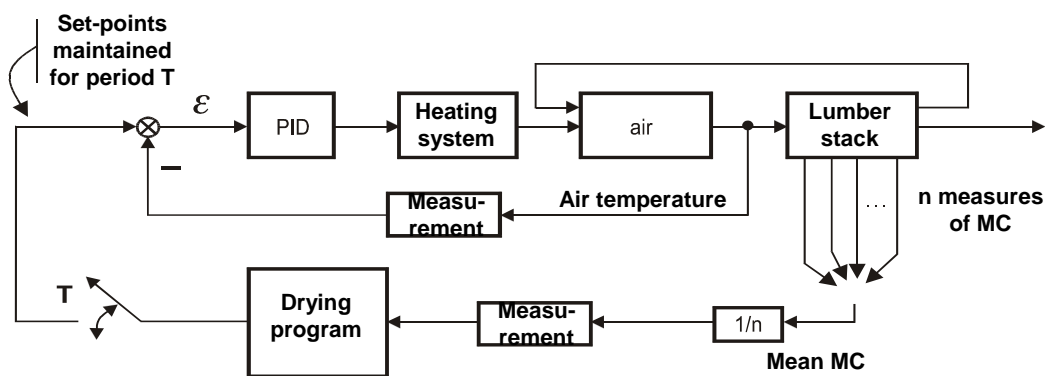 Set-points
maintained
for period T
ε
PID
Heating
system
air
Lumber
stack
−
Measu-
rement
Air temperature
...
n measures
of MC
T
Drying
program
Measu-
rement
1/n
Mean MC